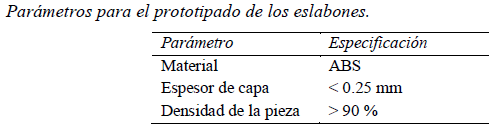 Parámetros para el prototipado de los eslabones.
Parámetro Especificación
Material ABS
Espesor de capa < 0.25 mm
Densidad de la pieza > 90 %